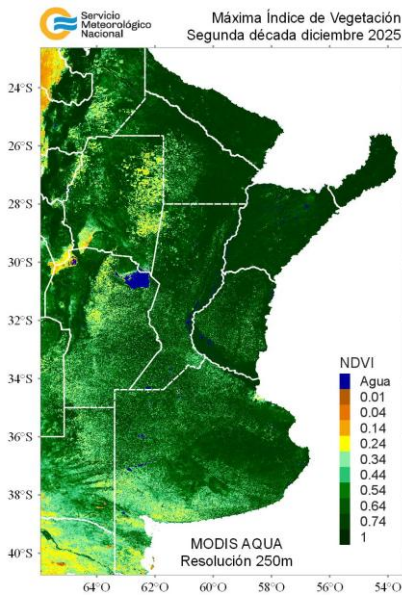 Servicio
Meteorológico
Nacional
Máxima Índice de Vegetación
Segunda década diciembre 2025
24°S
26°S
28°S
30°S
32°S
34°S
36°S
38°S
40°S
NDVI
Agua
0.01
0.04
0.14
0.24
0.34
0.44
0.54
0.64
0.74
1
MODIS AQUA
Resolución 250m
64°O
62°O
60°O
58°O
56°O
54°O